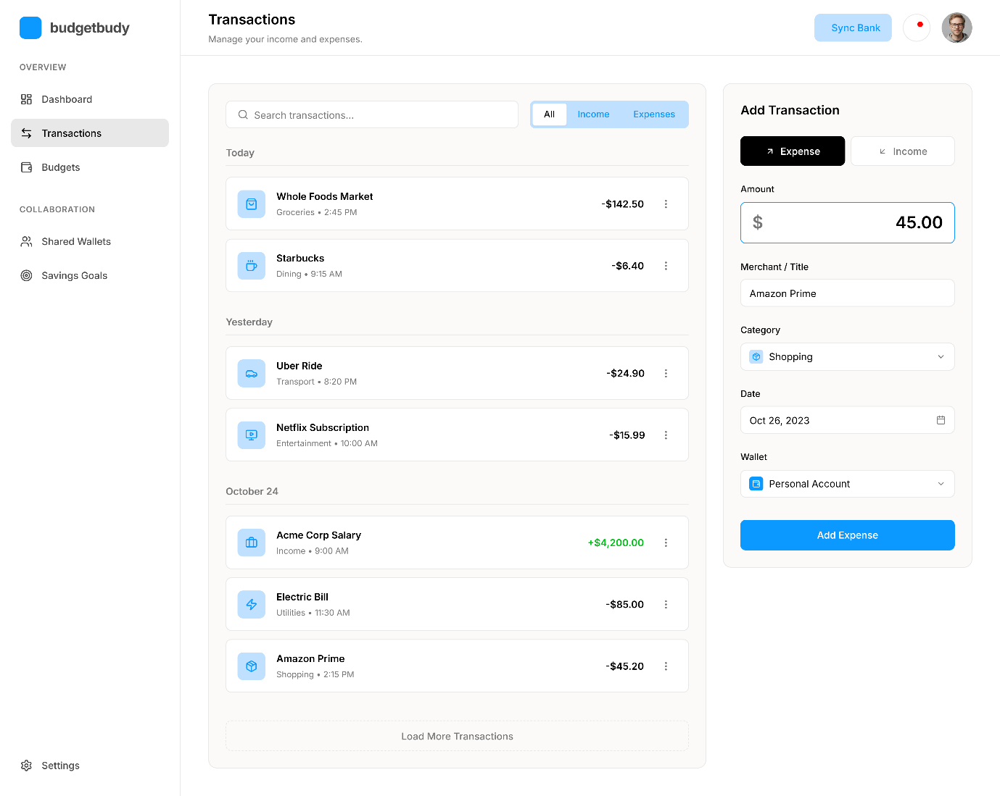 budgetbudy
OVERVIEW
Dashboard
Transactions
Budgets
COLLABORATION
Shared Wallets
Savings Goals
Settings
Transactions
Manage your income and expenses.
Sync Bank
Search transactions...
All
Income
Expenses
Today
Whole Foods Market
Groceries • 2:45 PM
-$142.50
Starbucks
Dining • 9:15 AM
-$6.40
Yesterday
Uber Ride
Transport • 8:20 PM
-$24.90
Netflix Subscription
Entertainment • 10:00 AM
-$15.99
October 24
Acme Corp Salary
Income • 9:00 AM
+$4,200.00
Electric Bill
Utilities • 11:30 AM
-$85.00
Amazon Prime
Shopping • 2:15 PM
-$45.20
Load More Transactions
Add Transaction
Expense
Income
Amount
$ 45.00
Merchant / Title
Amazon Prime
Category
Shopping
Date
Oct 26, 2023
Wallet
Personal Account
Add Expense